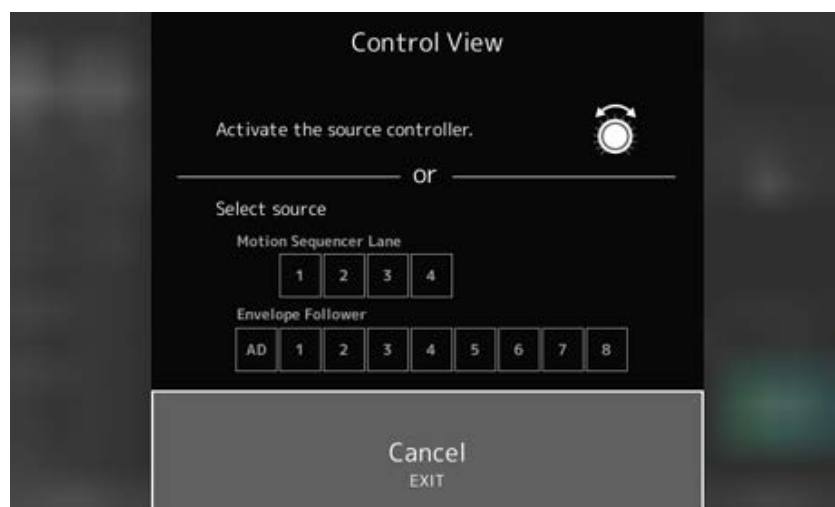 Control View
Activate the source controller.
or
Select source
Motion Sequencer Lane
1 2 3 4
Envelope Follower
AD 1 2 3 4 5 6 7 8
Cancel
EXIT